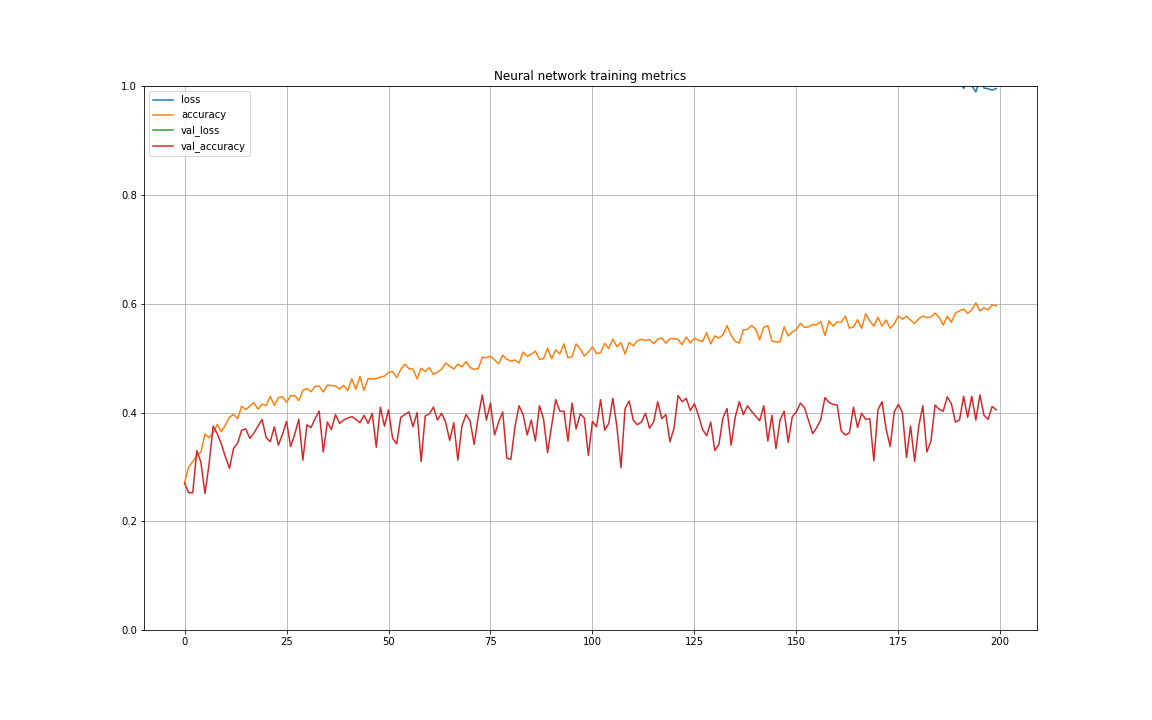 Neural network training metrics
1.0
loss
accuracy
val_loss
val_accuracy
0.8
0.6
0.4
0.2
0.0
0 25 50 75 100 125 150 175 200